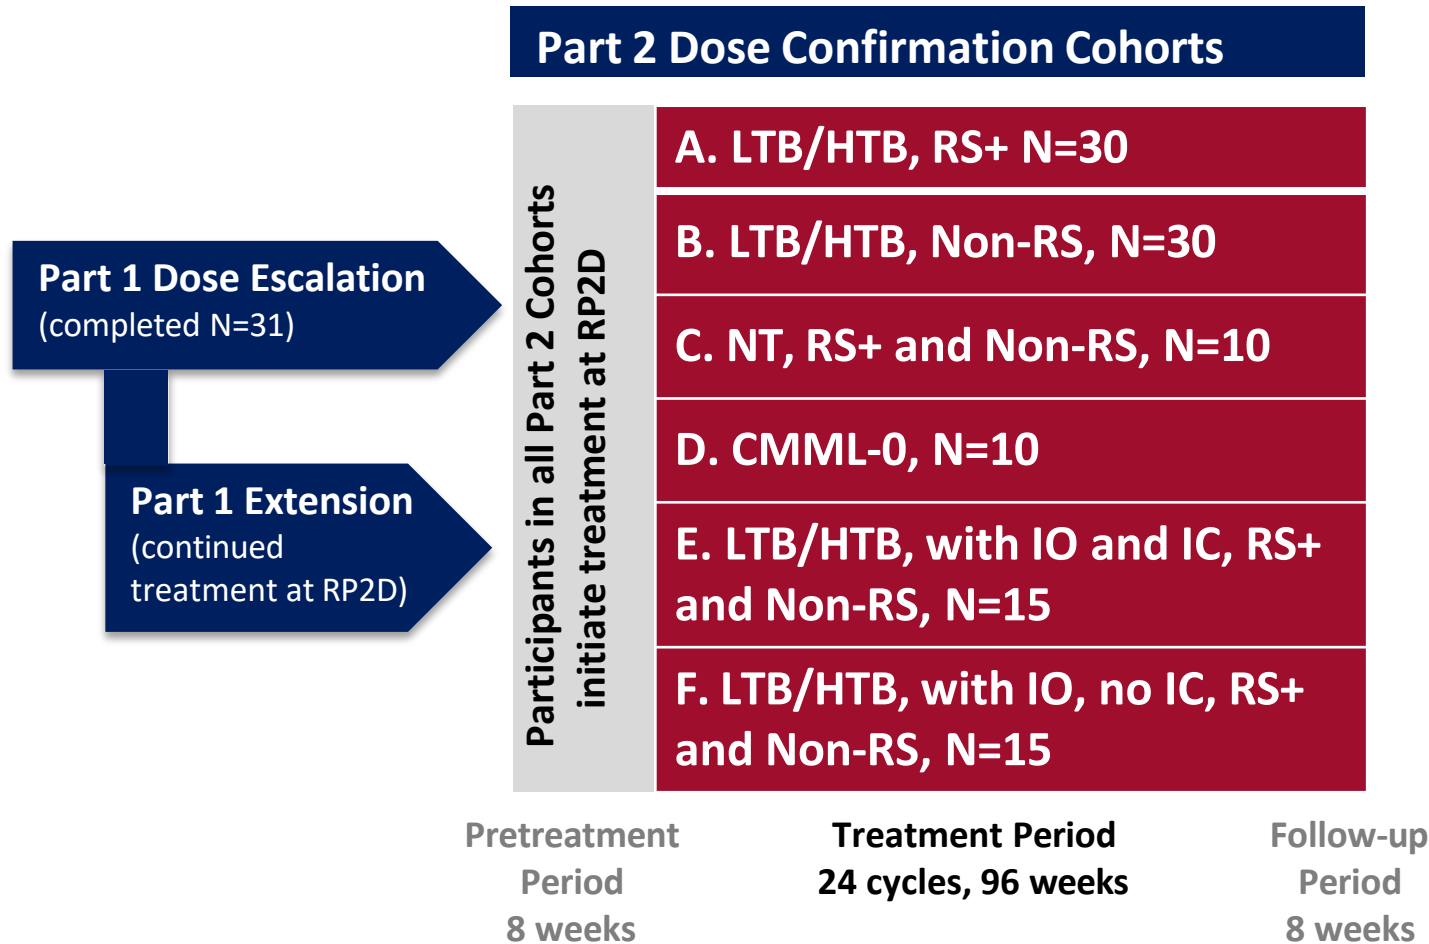 Part 2 Dose Confirmation Cohorts
Part 1 Dose Escalation
(completed N=31)
Part 1 Extension
(continued
treatment at RP2D)
Participants in all Part 2 Cohorts
initiate treatment at RP2D
A. LTB/HTB, RS+ N=30
B. LTB/HTB, Non-RS, N=30
C. NT, RS+ and Non-RS, N=10
D. CMML-0, N=10
E. LTB/HTB, with IO and IC, RS+
and Non-RS, N=15
F. LTB/HTB, with IO, no IC, RS+
and Non-RS, N=15
Pretreatment
Period
8 weeks
Treatment Period
24 cycles, 96 weeks
Follow-up
Period
8 weeks